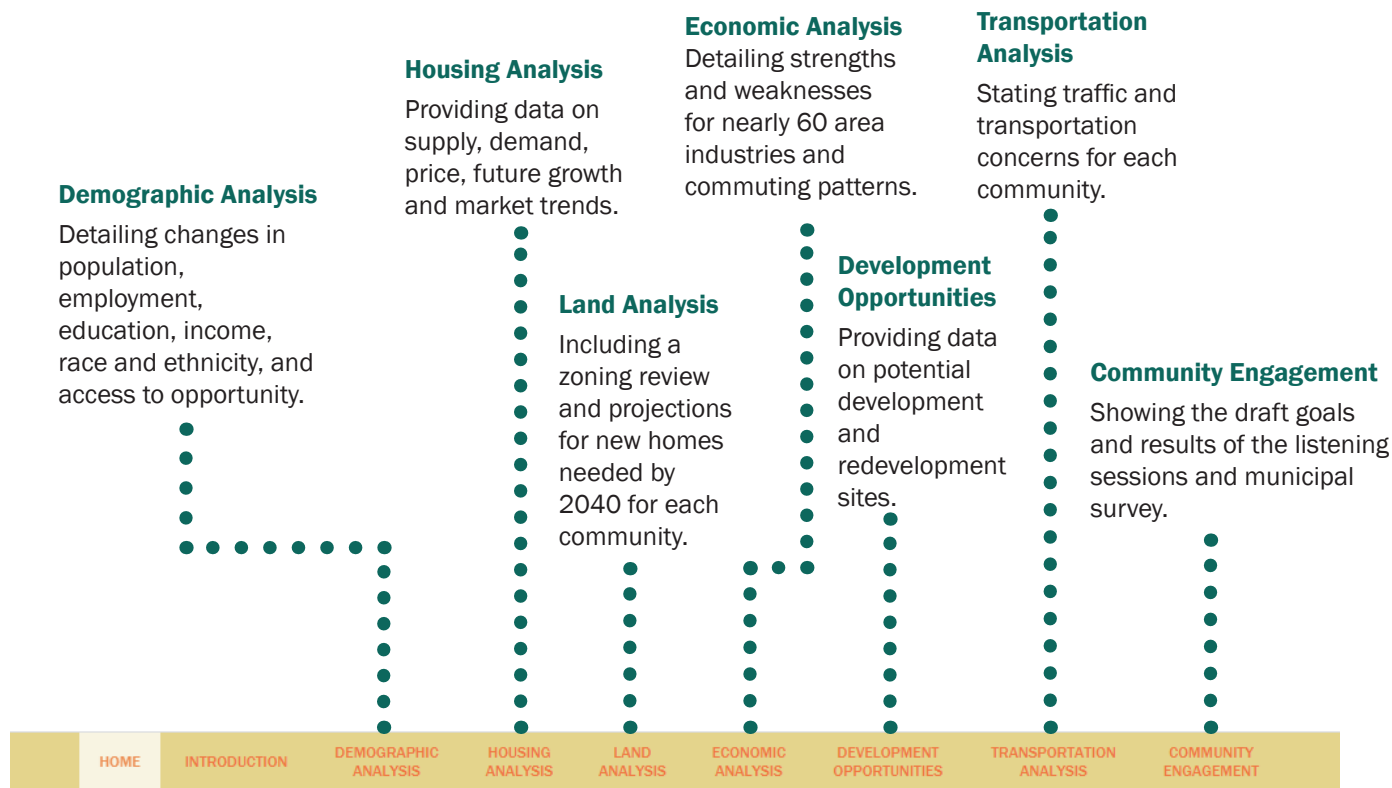 Demographic Analysis
Detailing changes in
population,
employment,
education, income,
race and ethnicity, and
access to opportunity.
Housing Analysis
Providing data on
supply, demand,
price, future growth
and market trends.
Land Analysis
Including a
zoning review
and projections
for new homes
needed by
2040 for each
community.
Economic Analysis
Detailing strengths
and weaknesses
for nearly 60 area
industries and
commuting patterns.
Development
Opportunities
Providing data
on potential
development
and
redevelopment
sites.
Transportation
Analysis
Stating traffic and
transportation
concerns for each
community.
Community Engagement
Showing the draft goals
and results of the listening
sessions and municipal
survey.
HOME
INTRODUCTION
DEMOGRAPHIC
ANALYSIS
HOUSING
ANALYSIS
LAND
ANALYSIS
ECONOMIC
ANALYSIS
DEVELOPMENT
OPPORTUNITIES
TRANSPORTATION
ANALYSIS
COMMUNITY
ENGAGEMENT